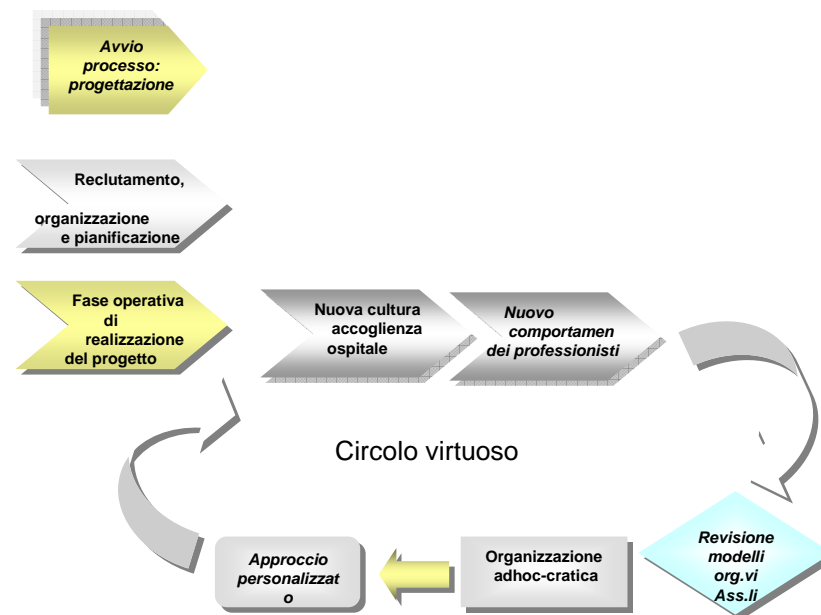 Avvio
processo:
progettazione
Reclutamento,
organizzazione
e pianificazione
Fase operativa
di
realizzazione
del progetto
Nuova cultura
accoglienza
ospitale
Nuovo
comportamen
dei professionisti
Circolo virtuoso
Revisione
modelli
org.vi
Ass.li
Organizzazione
adhoc-cratica
Approccio
personalizzat
o